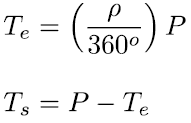 T_e = \left( \frac{\rho}{360^o} \right) P
T_s = P - T_e